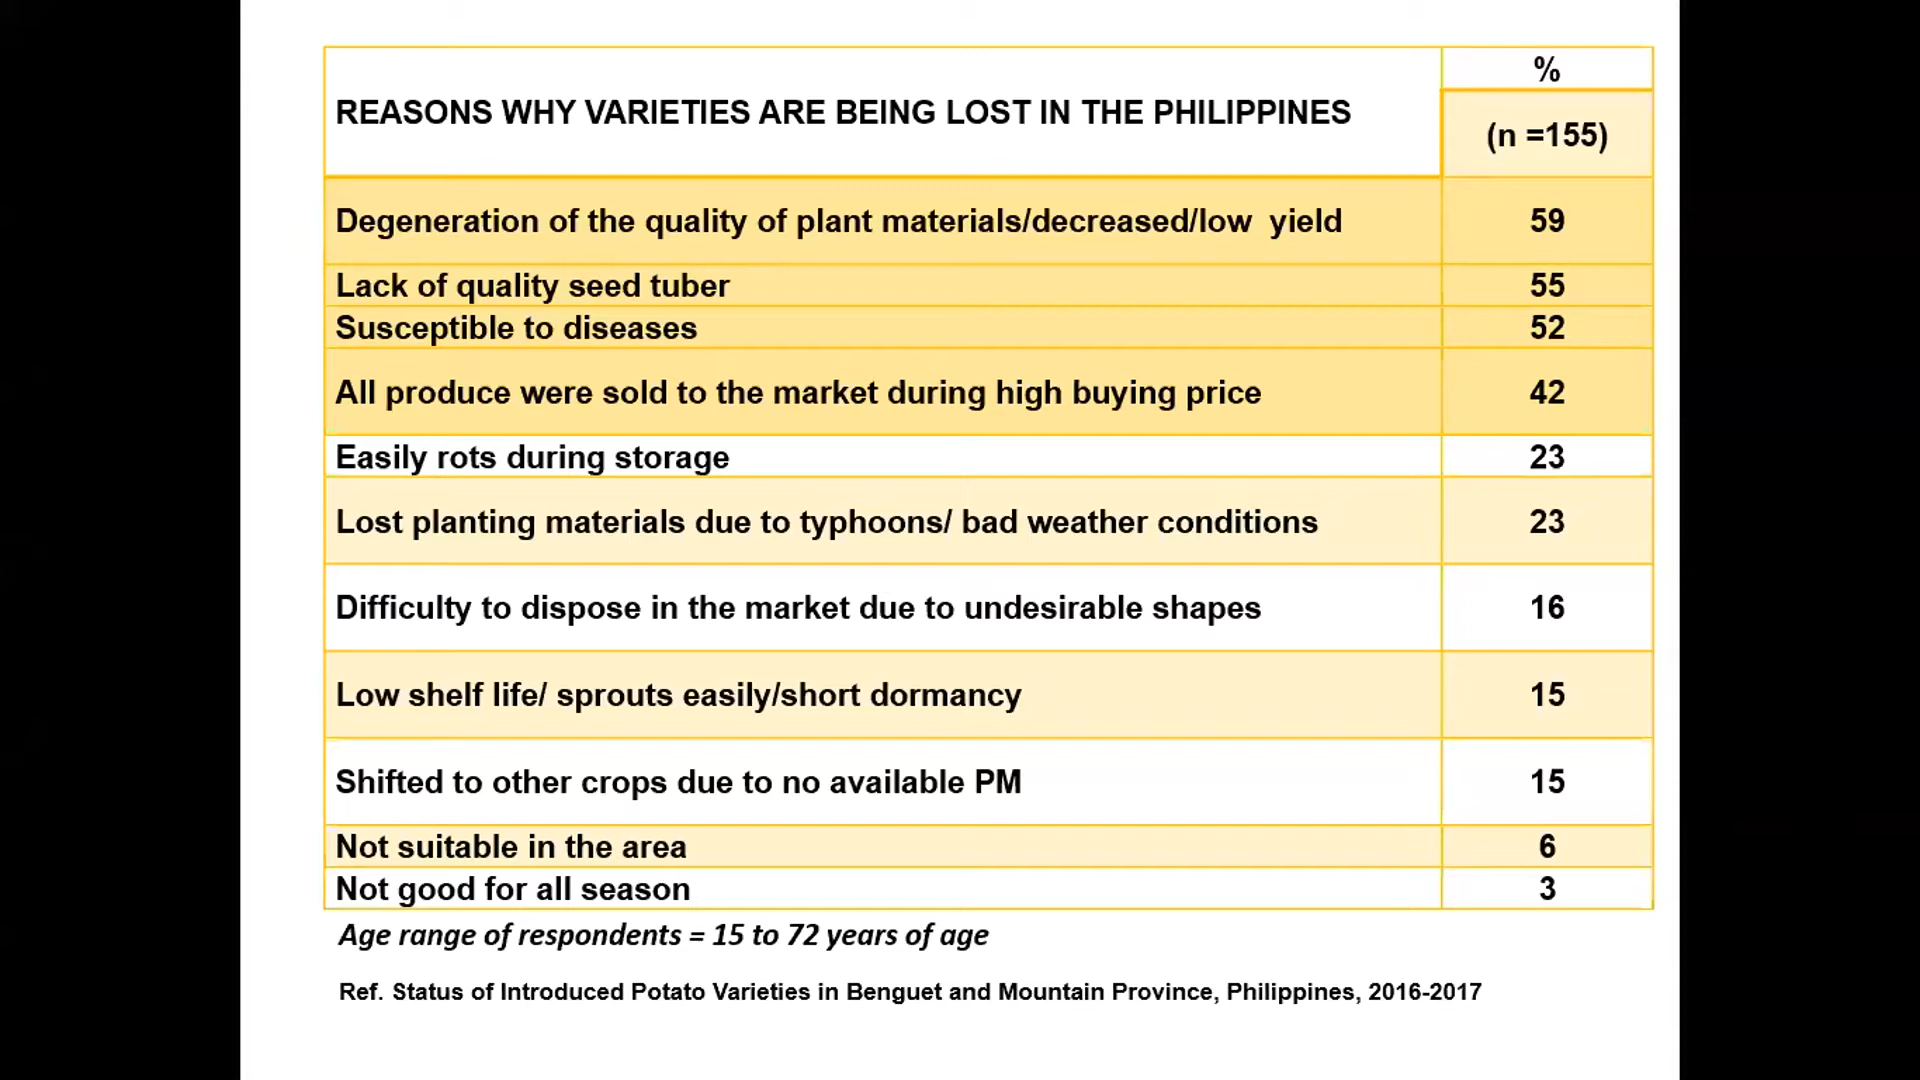 %
REASONS WHY VARIETIES ARE BEING LOST IN THE PHILIPPINES
(n =155)
Degeneration of the quality of plant materials/decreased/low  yield 59
Lack of quality seed tuber 55
Susceptible to diseases 52
All produce were sold to the market during high buying price 42
Easily rots during storage 23
Lost planting materials due to typhoons/ bad weather conditions 23
Difficulty to dispose in the market due to undesirable shapes 16
Low shelf life/ sprouts easily/short dormancy 15
Shifted to other crops due to no available PM 15
Not suitable in the area 6
Not good for all season 3
Age range of respondents = 15 to 72 years of age
Ref. Status of Introduced Potato Varieties in Benguet and Mountain Province, Philippines, 2016-2017